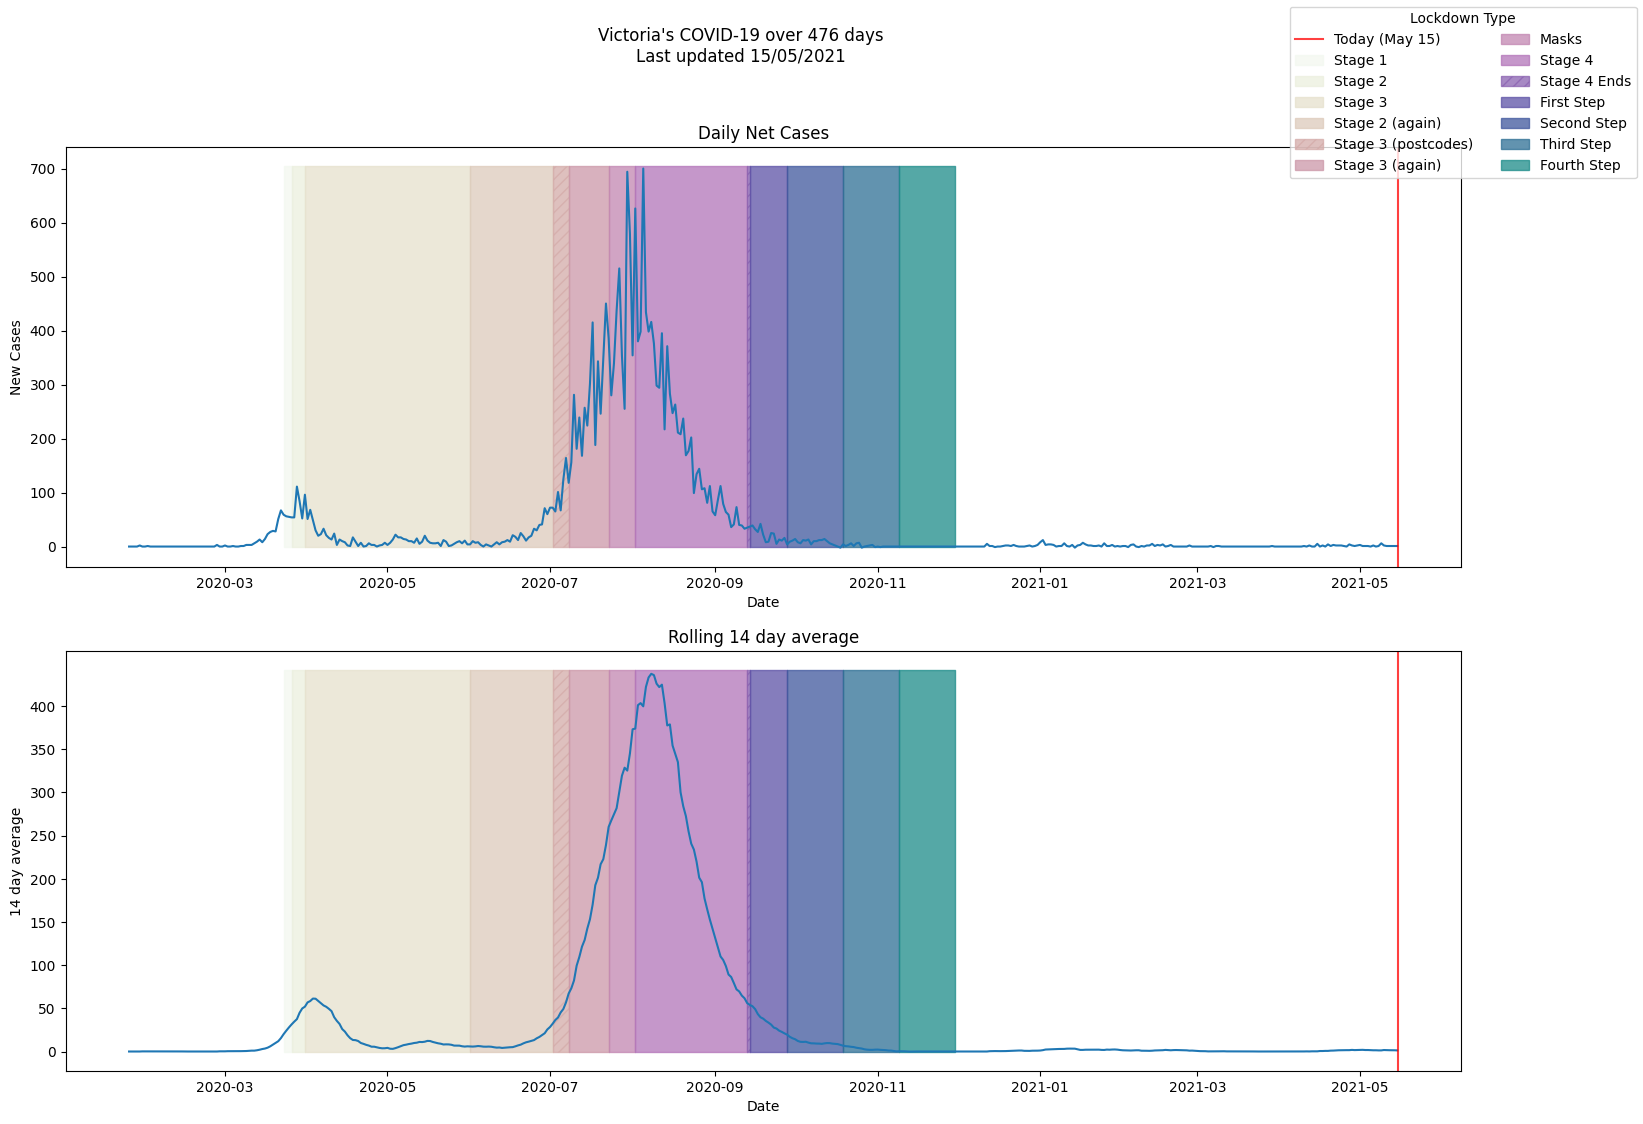 Victoria's COVID-19 over 476 days
Last updated 15/05/2021
Lockdown Type
Today (May 15)
Stage 1
Stage 2
Stage 3
Stage 2 (again)
Stage 3 (postcodes)
Stage 3 (again)
Masks
Stage 4
Stage 4 Ends
First Step
Second Step
Third Step
Fourth Step
Daily Net Cases
New Cases
700
600
500
400
300
200
100
0
2020-03 2020-05 2020-07 2020-09 2020-11 2021-01 2021-03 2021-05
Date
Rolling 14 day average
14 day average
400
350
300
250
200
150
100
50
0
2020-03 2020-05 2020-07 2020-09 2020-11 2021-01 2021-03 2021-05
Date